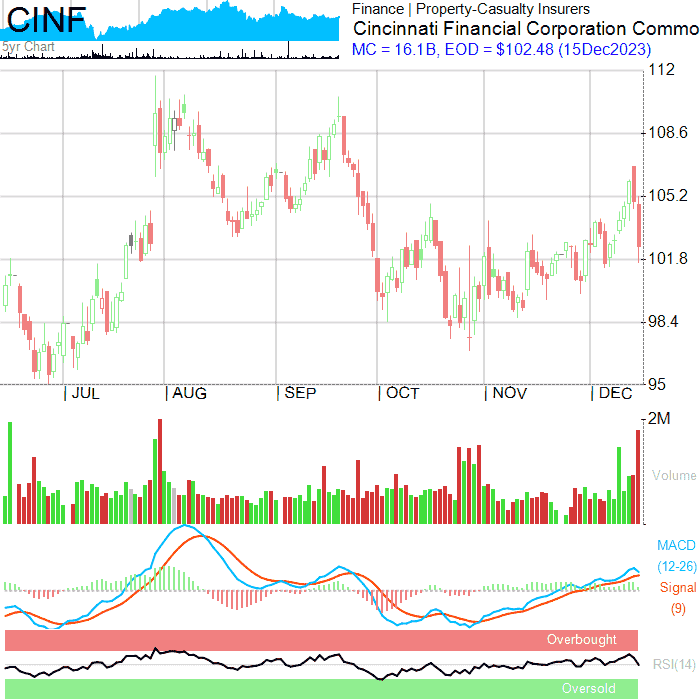 CINF
5yr Chart
Finance | Property-Casualty Insurers
Cincinnati Financial Corporation Commo
MC = 16.1B, EOD = $102.48 (15Dec2023)
112
108.6
105.2
101.8
98.4
95
| JUL | AUG | SEP | OCT | NOV | DEC
2M
Volume
MACD
(12-26)
Signal
(9)
Overbought
RSI(14)
Oversold